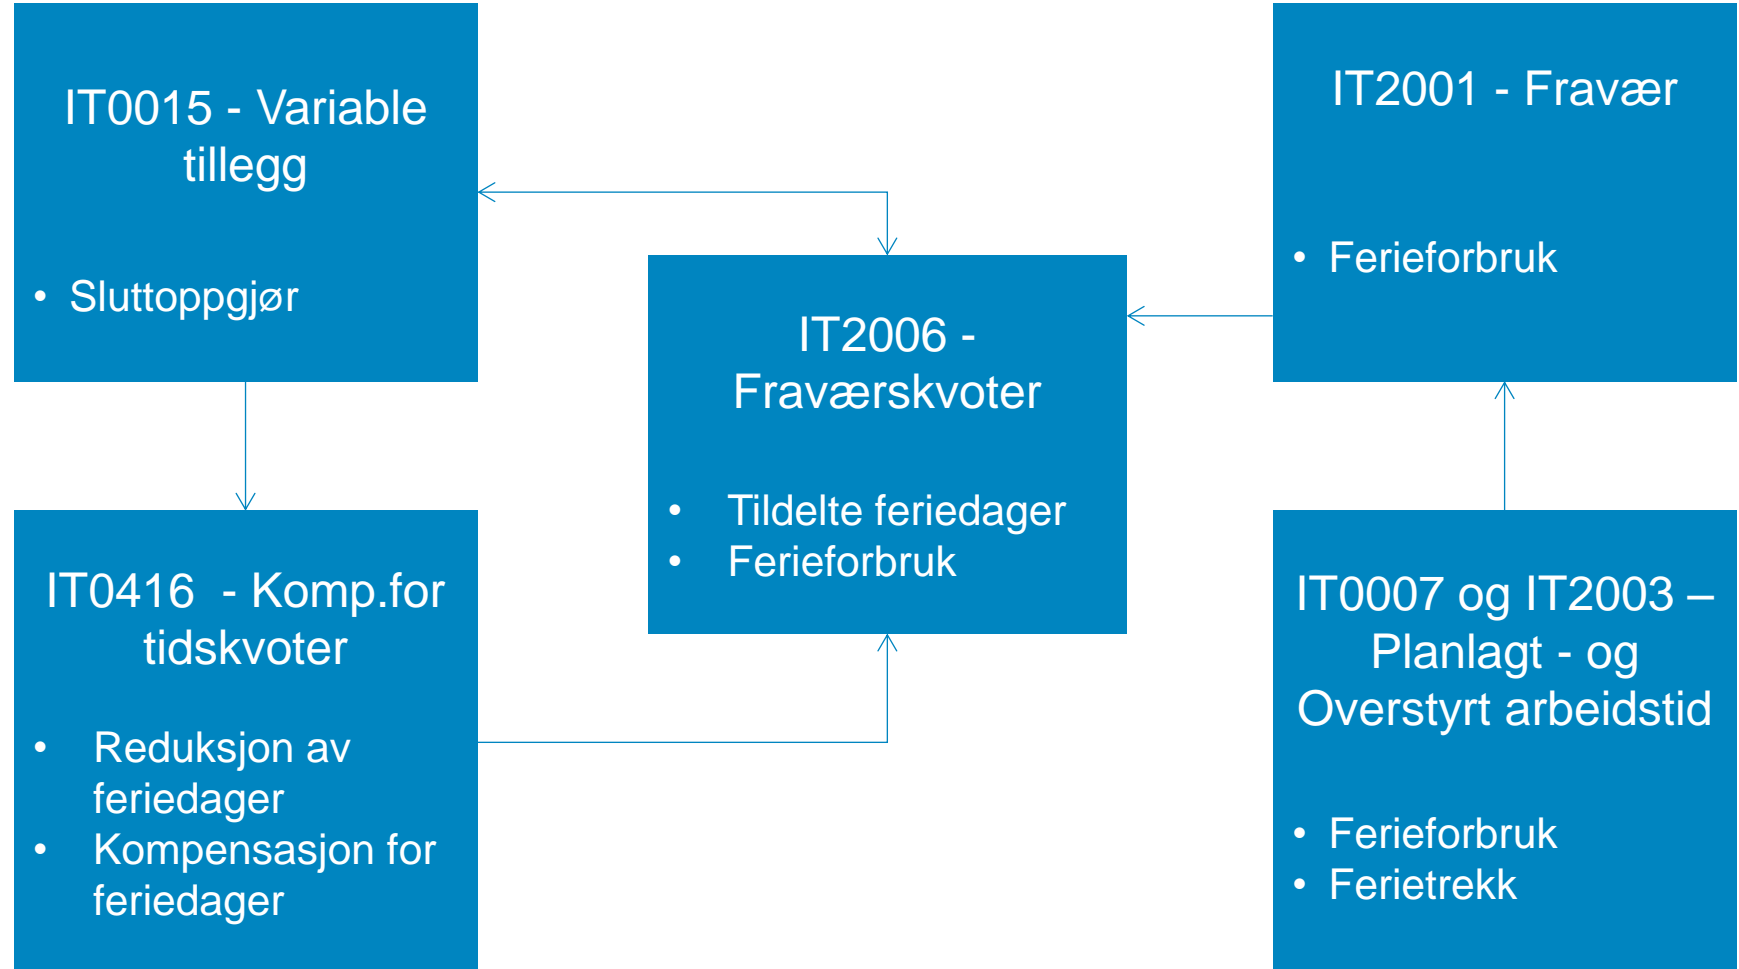 IT0015 - Variable
tillegg
• Sluttoppgjør
IT2001 - Fravær
• Ferieforbruk
IT2006 -
Fraværskvoter
• Tildelte feriedager
• Ferieforbruk
IT0416  - Komp.for
tidskvoter
• Reduksjon av
feriedager
• Kompensasjon for
feriedager
IT0007 og IT2003 –
Planlagt - og
Overstyrt arbeidstid
• Ferieforbruk
• Ferietrekk